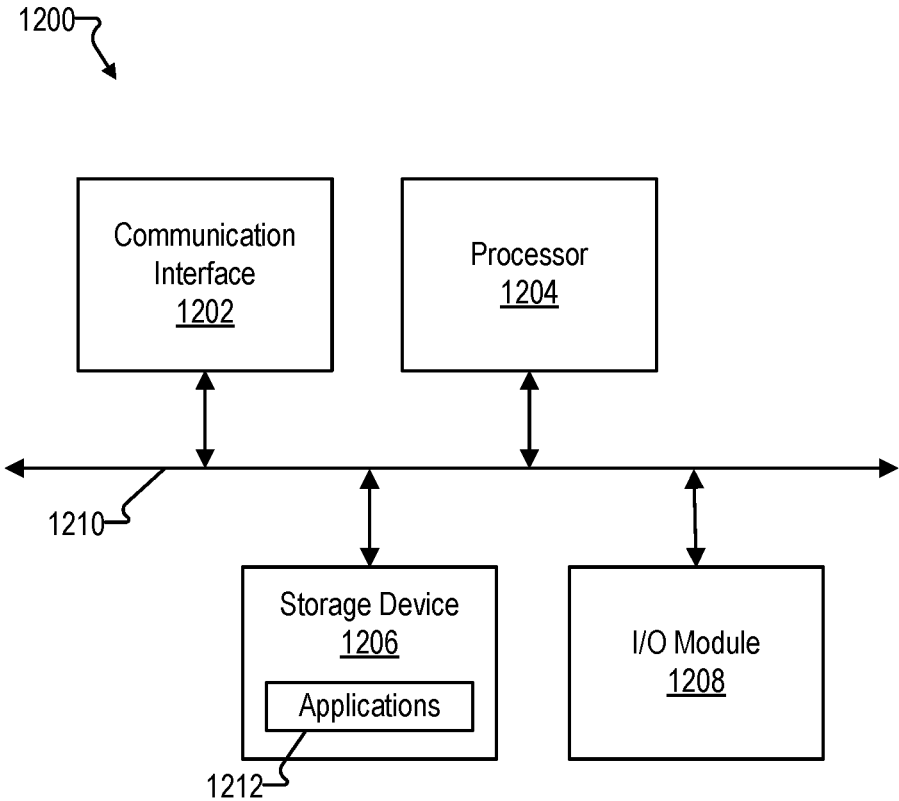 1200
Communication
Interface
1202
Processor
1204
1210
Storage Device
1206
Applications
1212
I/O Module
1208